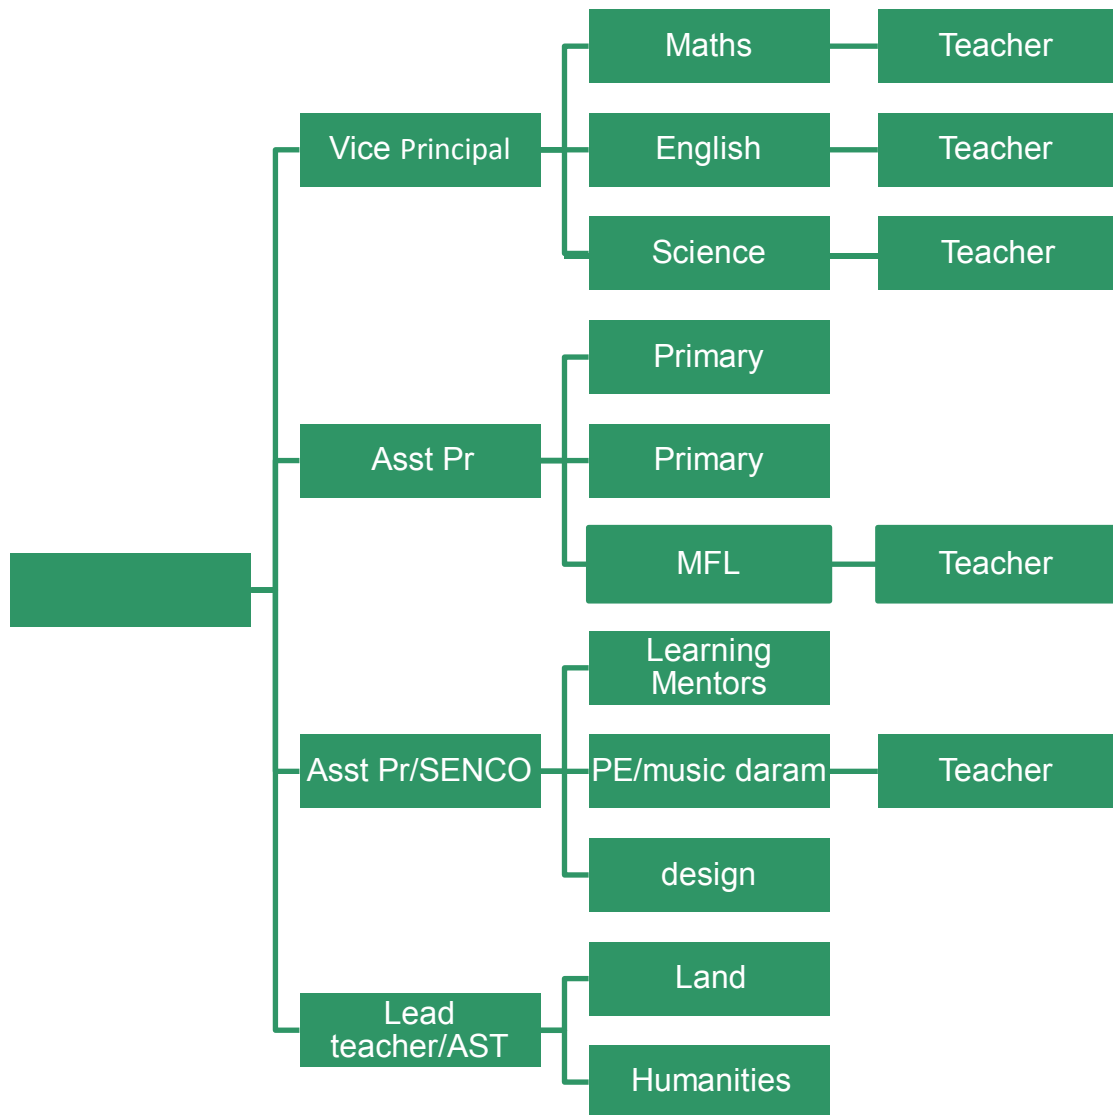 Maths
Teacher
Vice Principal
English
Teacher
Science
Teacher
Primary
Asst Pr
Primary
MFL
Teacher
Learning
Mentors
Asst Pr/SENCO
PE/music daram
Teacher
design
Land
Lead
teacher/AST
Humanities